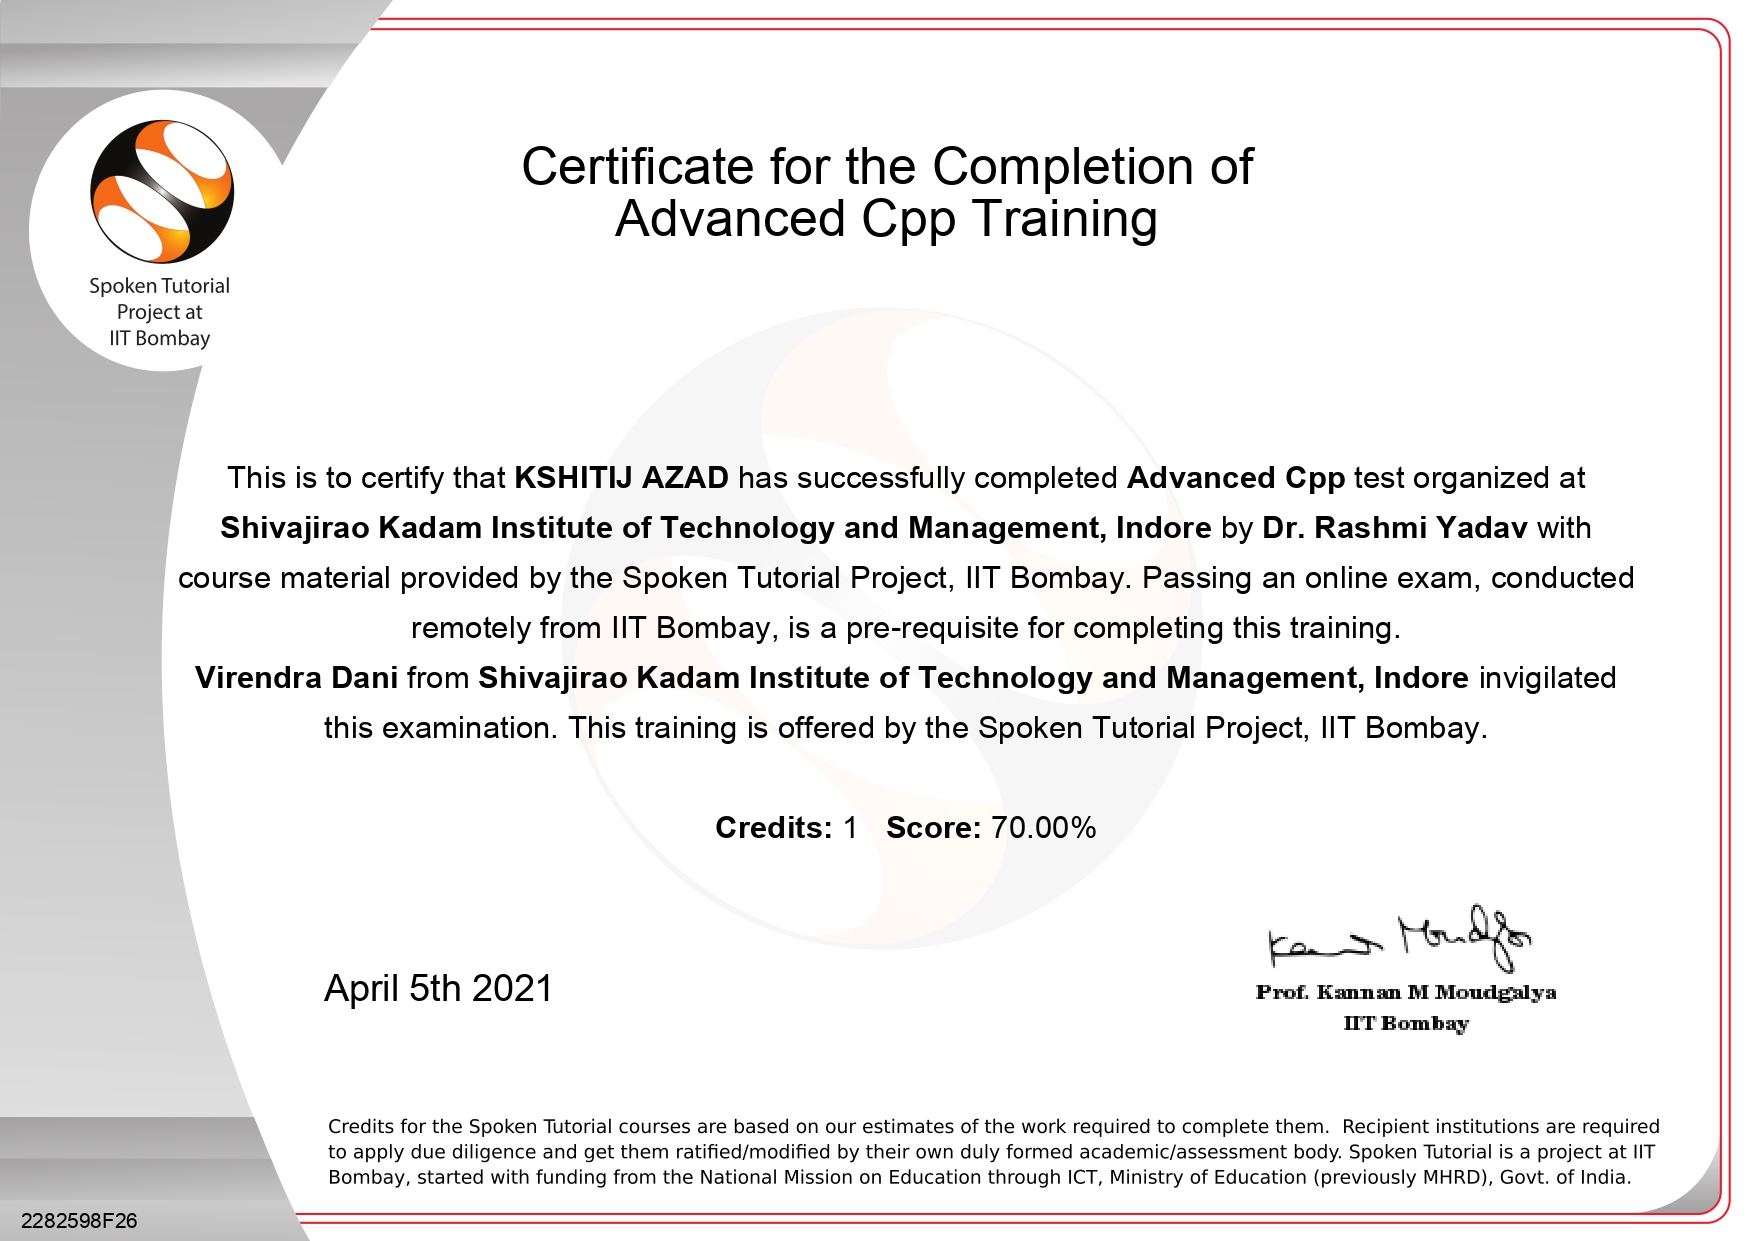 Spoken Tutorial
Project at
IIT Bombay
Certificate for the Completion of
Advanced Cpp Training
This is to certify that KSHITIJ AZAD has successfully completed Advanced Cpp test organized at
Shivajirao Kadam Institute of Technology and Management, Indore by Dr. Rashmi Yadav with
course material provided by the Spoken Tutorial Project, IIT Bombay. Passing an online exam, conducted
remotely from IIT Bombay, is a pre-requisite for completing this training.
Virendra Dani from Shivajirao Kadam Institute of Technology and Management, Indore invigilated
this examination. This training is offered by the Spoken Tutorial Project, IIT Bombay.
Credits: 1 Score: 70.00%
April 5th 2021
Prof. Kannan M Moudgalya
IIT Bombay
Credits for the Spoken Tutorial courses are based on our estimates of the work required to complete them. Recipient institutions are required
to apply due diligence and get them ratified/modified by their own duly formed academic/assessment body. Spoken Tutorial is a project at IIT
Bombay, started with funding from the National Mission on Education through ICT, Ministry of Education (previously MHRD), Govt. of India.
2282598F26